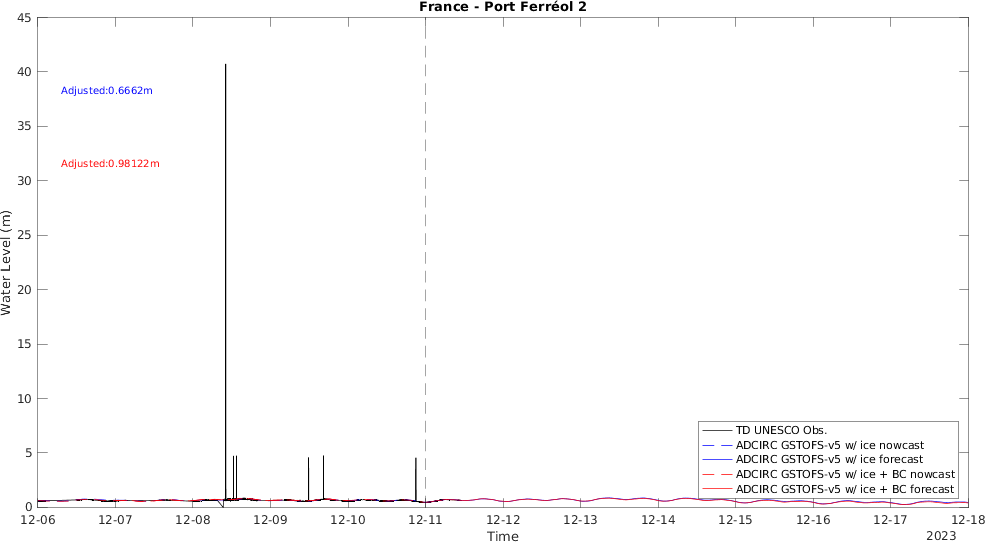 France - Port Ferréol 2
45
40
35
30
25
20
15
10
5
0
Water Level (m)
Adjusted:0.6662m
Adjusted:0.98122m
TD UNESCO Obs.
ADCIRC GSTOFS-v5 w/ ice nowcast
ADCIRC GSTOFS-v5 w/ ice forecast
ADCIRC GSTOFS-v5 w/ ice + BC nowcast
ADCIRC GSTOFS-v5 w/ ice + BC forecast
12-06 12-07 12-08 12-09 12-10 12-11 12-12 12-13 12-14 12-15 12-16 12-17 12-18
Time
2023